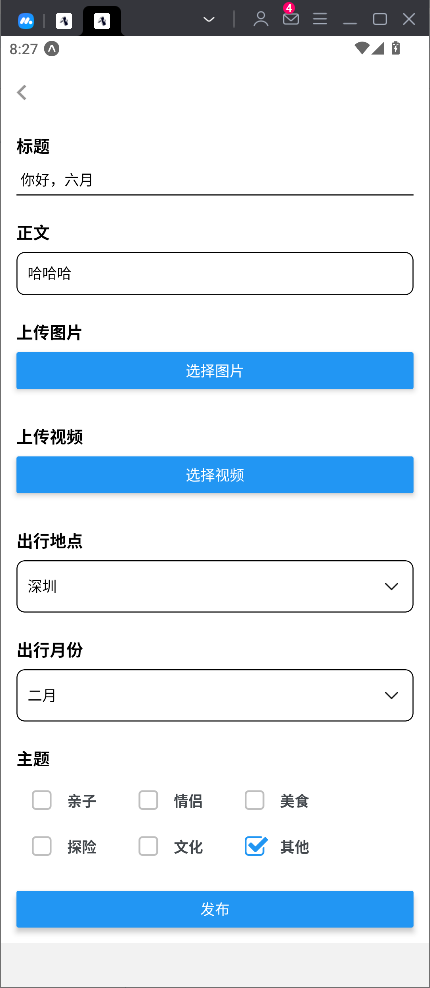 4
8:27
标题
你好，六月
正文
哈哈哈
上传图片
选择图片
上传视频
选择视频
出行地点
深圳
出行月份
二月
主题
亲子 情侣 美食
探险 文化 其他
发布